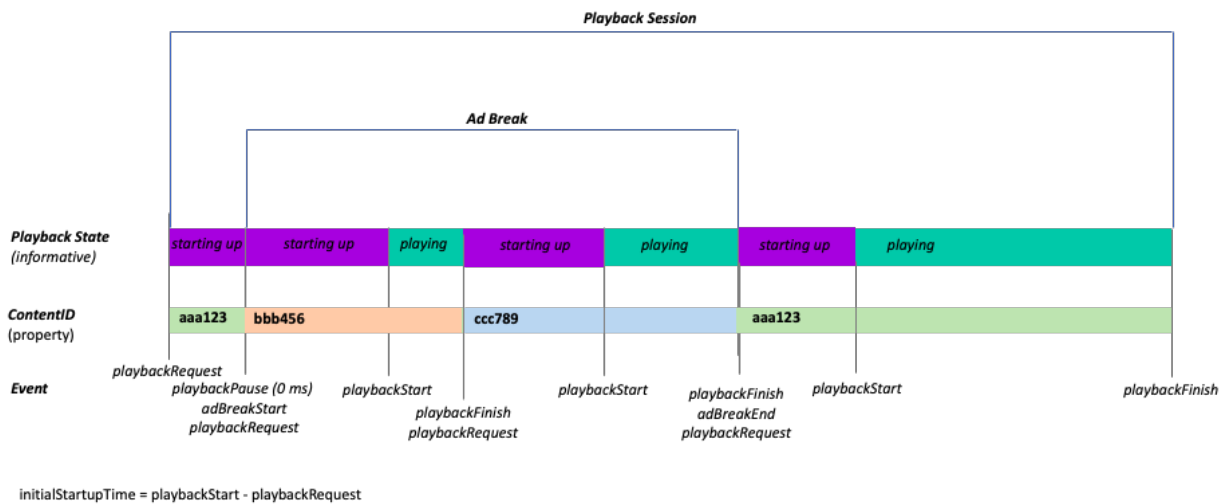 Playback Session
Ad Break
Playback State
(informative)
starting up
starting up
playing
starting up
playing
starting up
playing
ContentID
(property)
aaa123
bbb456
ccc789
aaa123
Event
playbackRequest
playbackPause (0 ms)
adBreakStart
playbackRequest
playbackStart
playbackFinish
playbackRequest
playbackStart
playbackFinish
adBreakEnd
playbackRequest
playbackStart
playbackFinish
initialStartupTime = playbackStart - playbackRequest